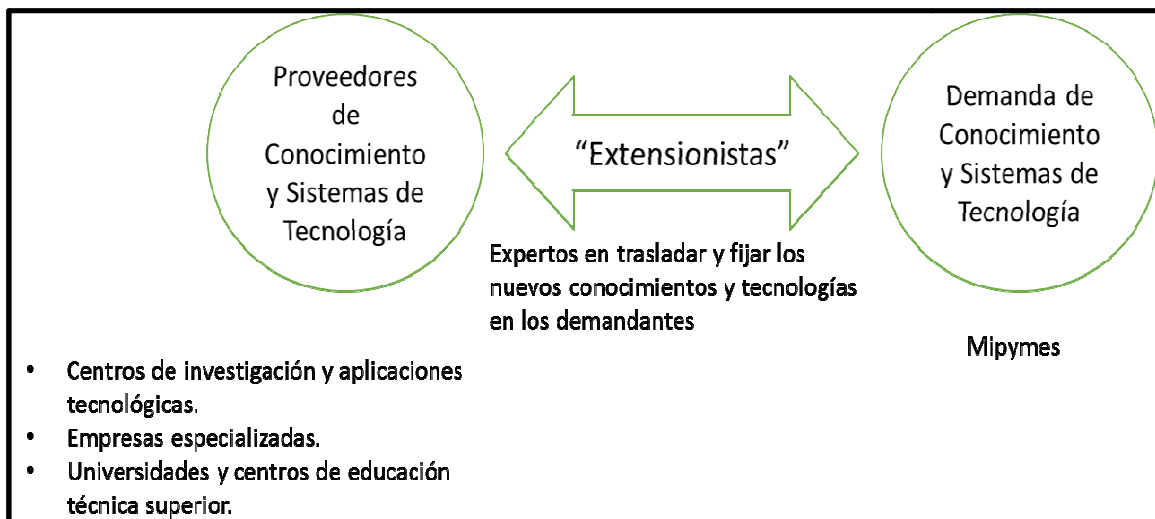 Proveedores
de
Conocimiento
y Sistemas de
Tecnología
“Extensionistas”
Demanda de
Conocimiento
y Sistemas de
Tecnología
Expertos en trasladar y fijar los
nuevos conocimientos y tecnologías
en los demandantes
Mipymes
• Centros de investigación y aplicaciones
tecnológicas.
• Empresas especializadas.
• Universidades y centros de educación
técnica superior.